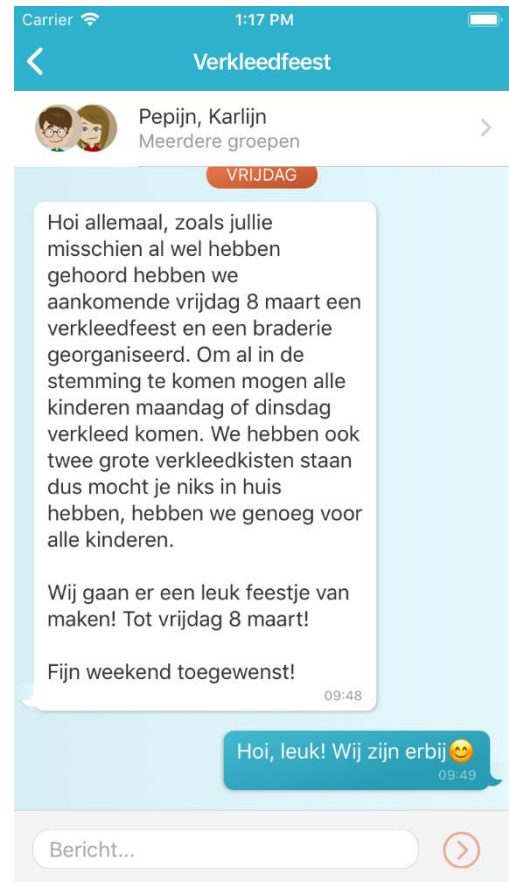 Carrier 1:17 PM
Verkleedfeest
Pepijn, Karlijn
Meerdere groepen
VRIJDAG
Hoi allemaal, zoals jullie
misschien al wel hebben
gehoord hebben we
aankomende vrijdag 8 maart een
verkleedfeest en een braderie
georganiseerd. Om al in de
stemming te komen mogen alle
kinderen maandag of dinsdag
verkleed komen. We hebben ook
twee grote verkleedkisten staan
dus mocht je niks in huis
hebben, hebben we genoeg voor
alle kinderen.
Wij gaan er een leuk feestje van
maken! Tot vrijdag 8 maart!
Fijn weekend toegewenst!
09:48
Hoi, leuk! Wij zijn erbij😊
09:49
Bericht...